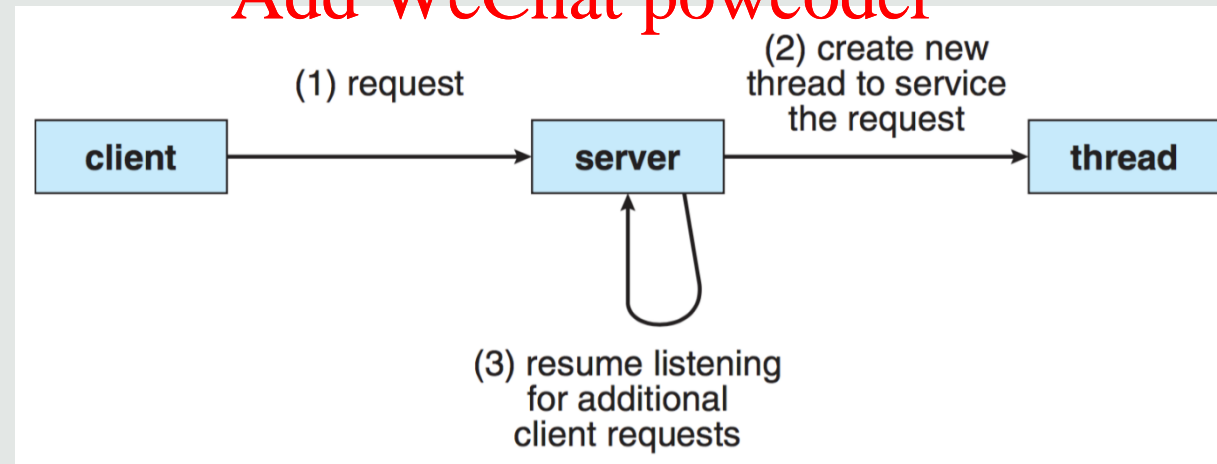 Add WeChat powcoder
(2) create new
thread to service
the request
(1) request
client
server
thread
(3) resume listening
for additional
client requests